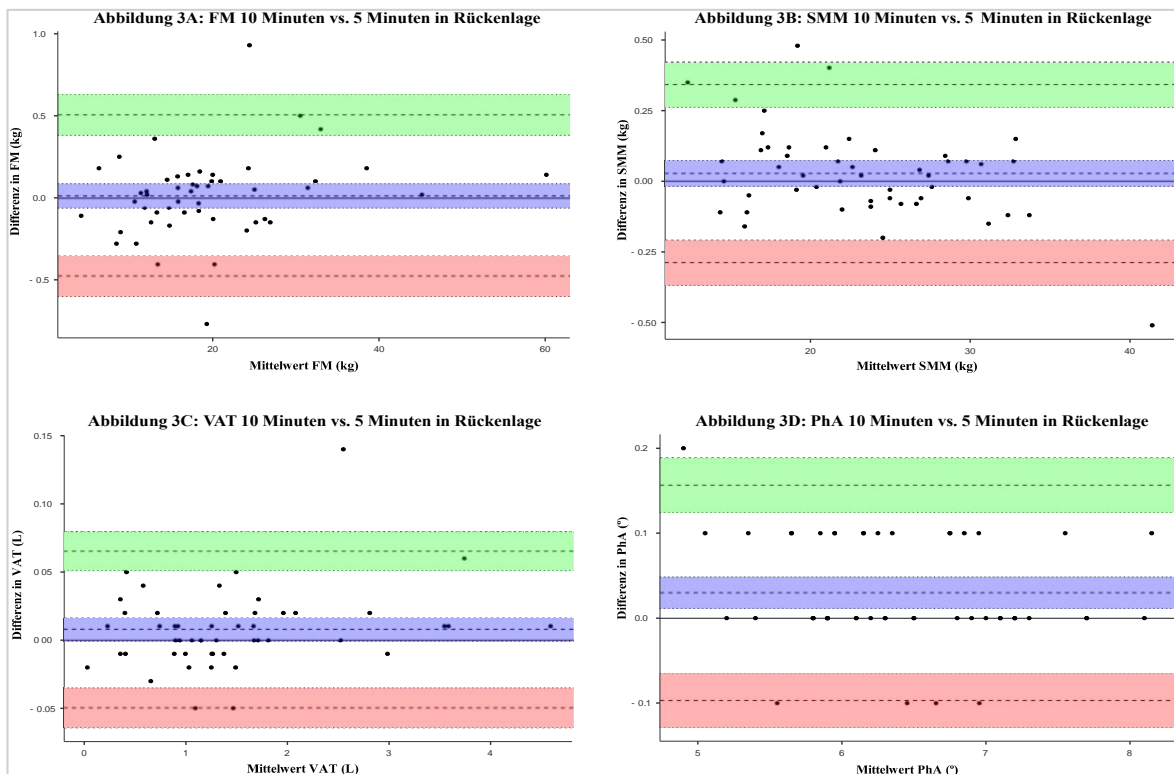 Abbildung 3A: FM 10 Minuten vs. 5 Minuten in Rückenlage
Differenz in FM (kg)
1.0
0.5
0.0
- 0.5
20
40
60
Mittelwert FM (kg)
Abbildung 3B: SMM 10 Minuten vs. 5 Minuten in Rückenlage
Differenz in SMM (kg)
0.50
0.25
0.00
- 0.25
- 0.50
20
30
40
Mittelwert SMM (kg)
Abbildung 3C: VAT 10 Minuten vs. 5 Minuten in Rückenlage
Differenz in VAT (L)
0.15
0.10
0.05
0.00
- 0.05
0
1
2
3
4
Mittelwert VAT (L)
Abbildung 3D: PhA 10 Minuten vs. 5 Minuten in Rückenlage
Differenz in PhA (º)
0.2
0.1
0.0
- 0.1
5
6
7
8
Mittelwert PhA (º)